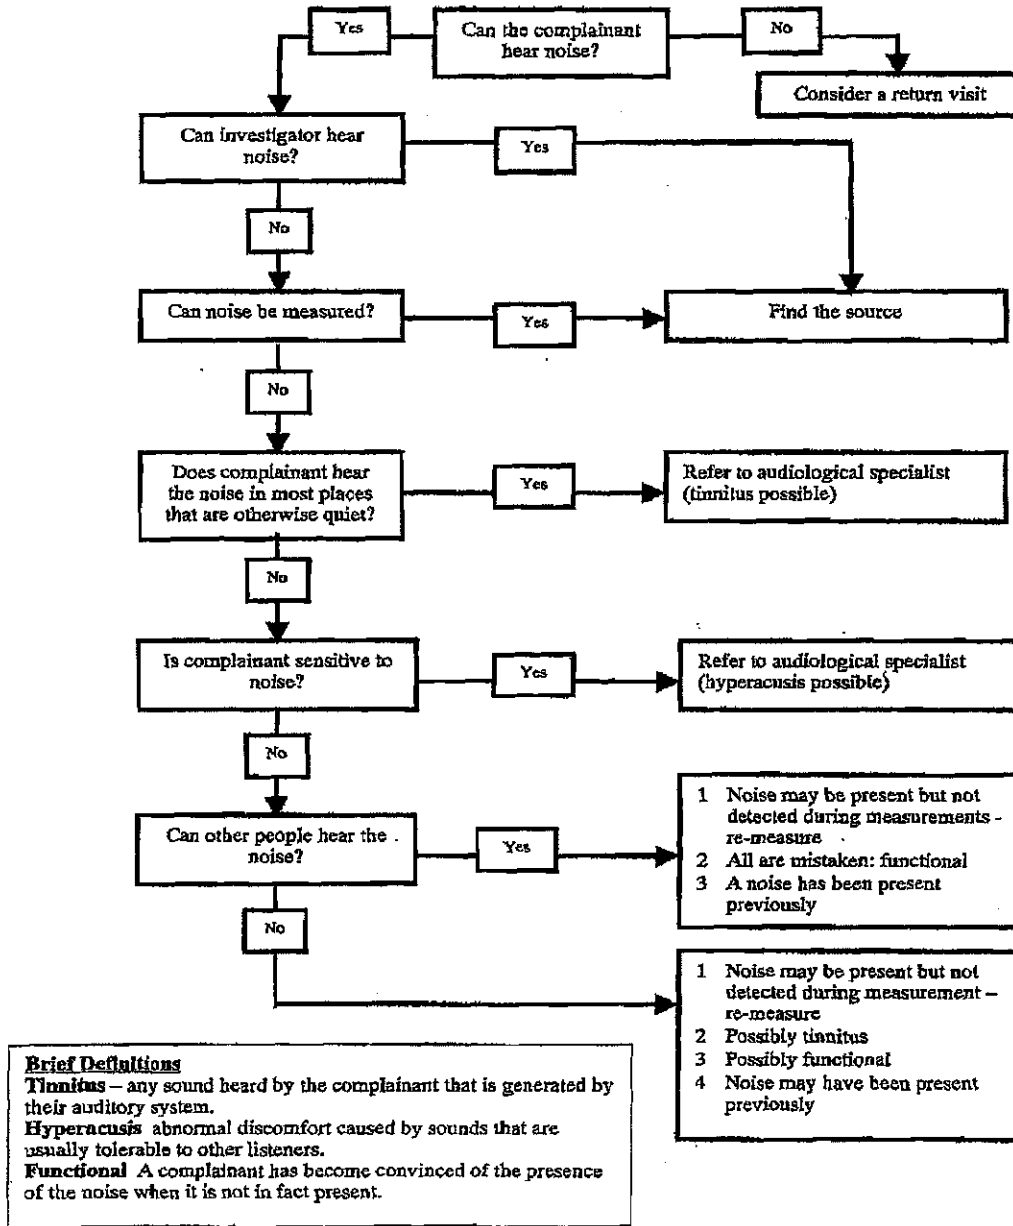 Yes
Can the complainant
hear noise?
No
Consider a return visit
Can investigator hear
noise?
Yes
No
Can noise be measured?
Yes
Find the source
No
Does complainant hear
the noise in most places
that are otherwise quiet?
Yes
Refer to audiological specialist
(tinnitus possible)
No
Is complainant sensitive to
noise?
Yes
Refer to audiological specialist
(hyperacusis possible)
No
Can other people hear the
noise?
Yes
1 Noise may be present but not
detected during measurements -
re-measure
2 All are mistaken: functional
3 A noise has been present
previously
No
1 Noise may be present but not
detected during measurement –
re-measure
2 Possibly tinnitus
3 Possibly functional
4 Noise may have been present
previously
Brief Definitions
Tinnitus – any sound heard by the complainant that is generated by
their auditory system.
Hyperacusis abnormal discomfort caused by sounds that are
usually tolerable to other listeners.
Functional A complainant has become convinced of the presence
of the noise when it is not in fact present.